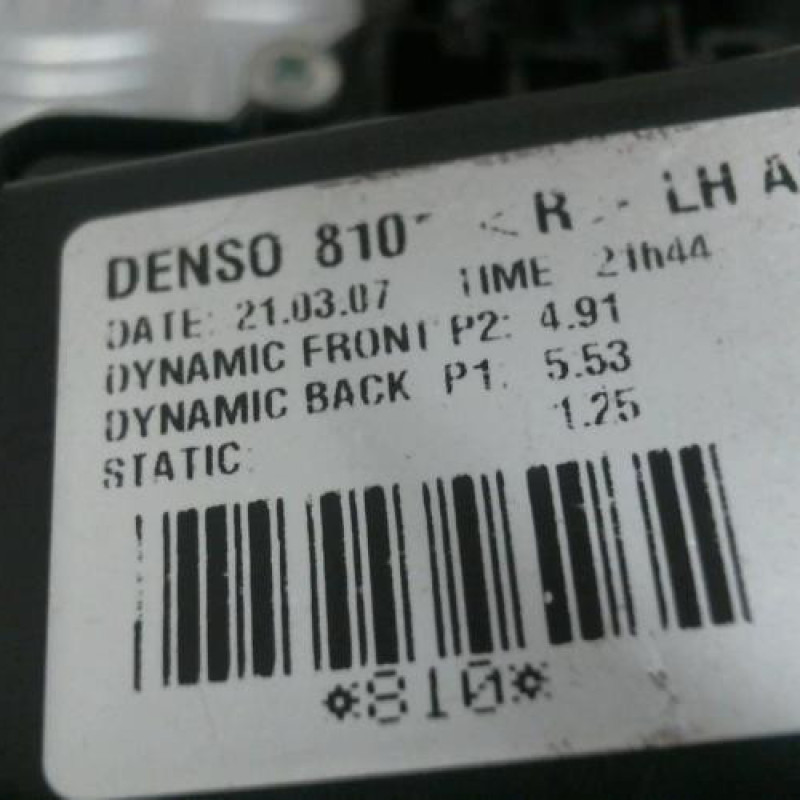 DENSO 810 R LH
DATE: 21.03.07 TIME 21h44
DYNAMIC FRONT P2: 4.91
DYNAMIC BACK P1: 5.53
STATIC: 1.25
*810*